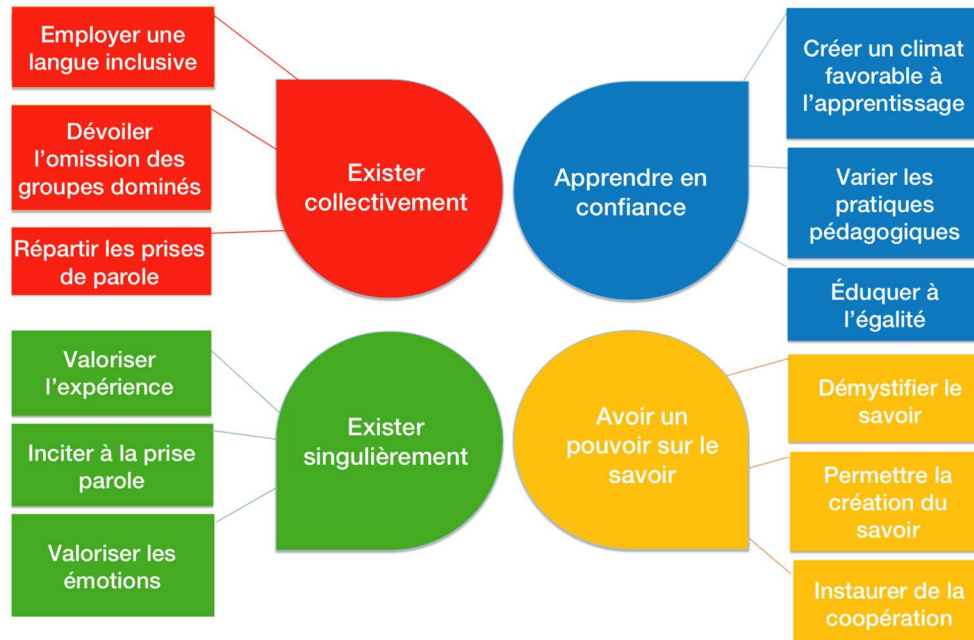 Employer une
langue inclusive
Dévoiler
l'omission des
groupes dominés
Répartir les prises
de parole
Exister
collectivement
Apprendre en
confiance
Créer un climat
favorable à
l'apprentissage
Varier les
pratiques
pédagogiques
Éduquer à
l'égalité
Valoriser
l'expérience
Inciter à la prise
parole
Valoriser les
émotions
Exister
singulièrement
Avoir un
pouvoir sur le
savoir
Démystifier le
savoir
Permettre la
création du
savoir
Instaurer de la
coopération